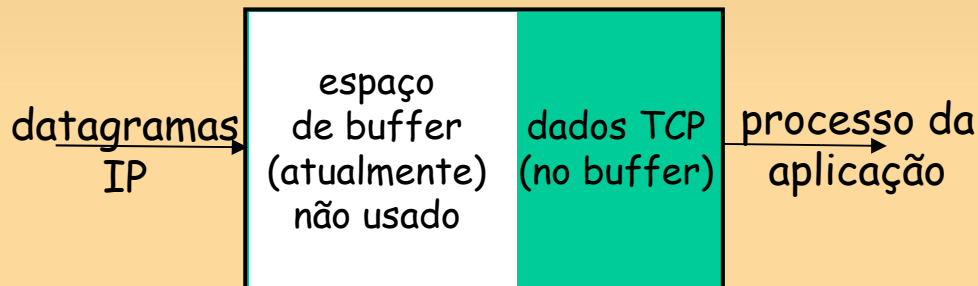 datagramas
IP
espaço
de buffer
(atualmente)
não usado
dados TCP
(no buffer)
processo da
aplicação